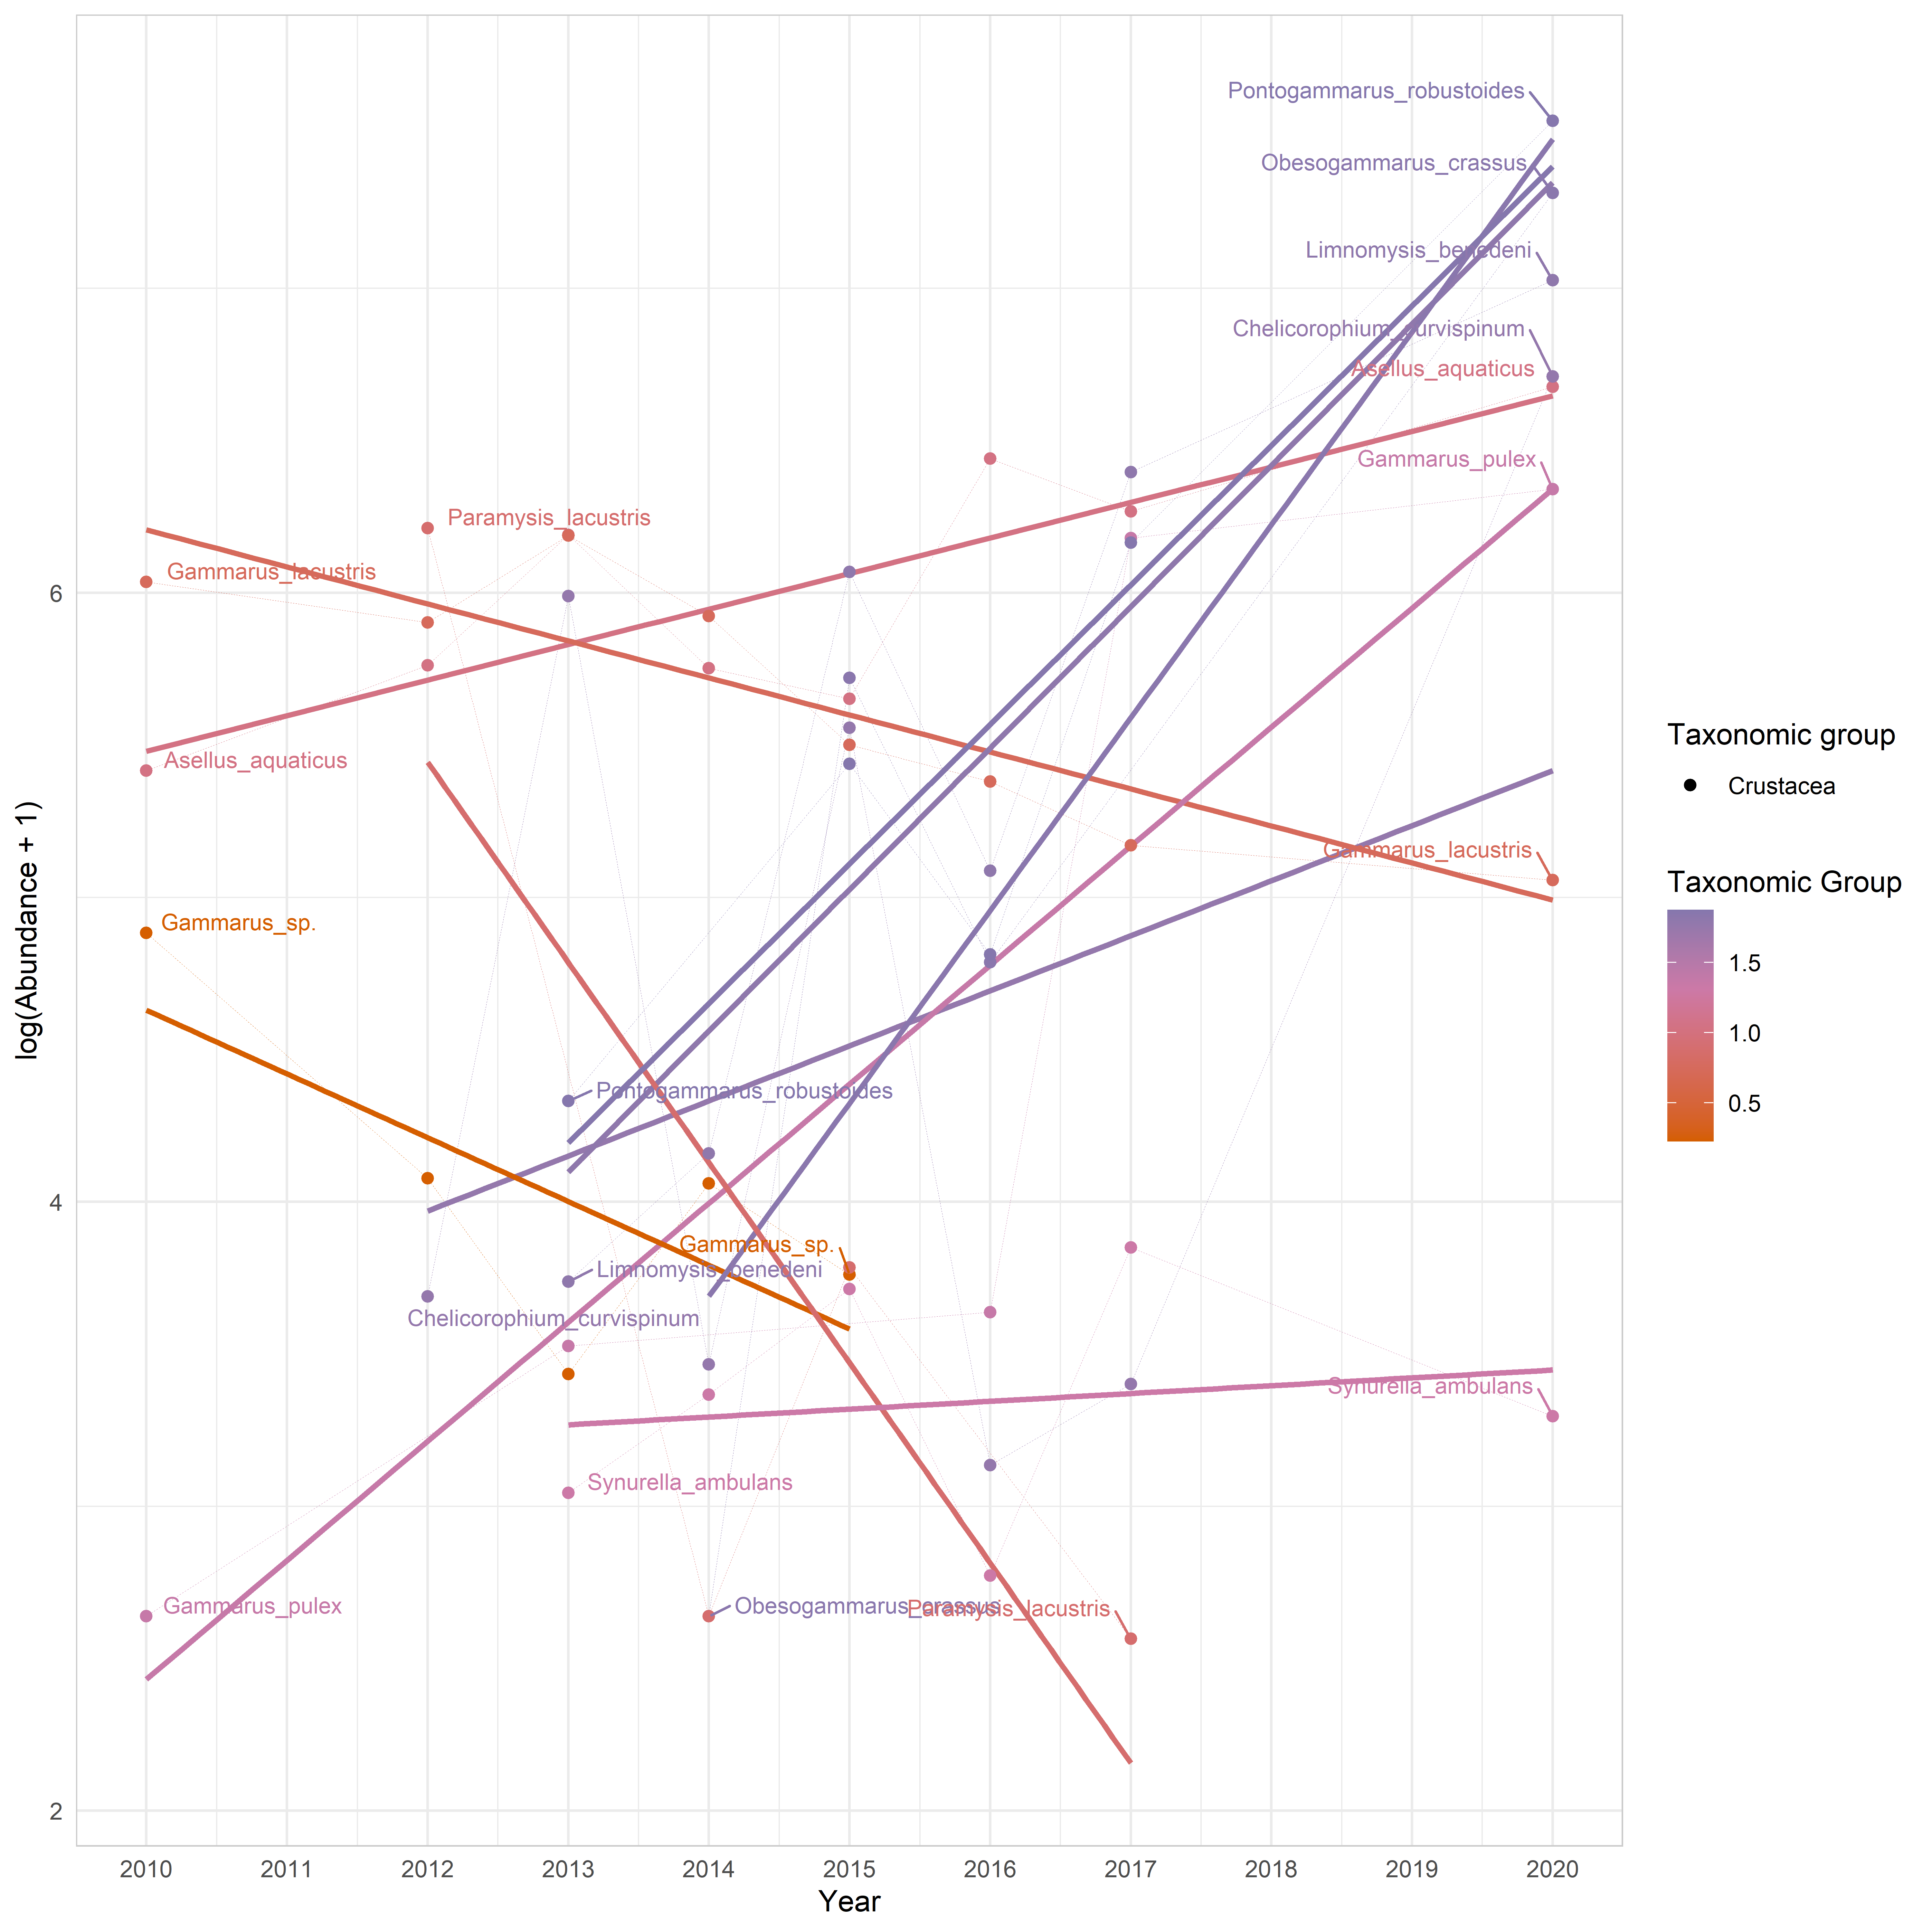 Pontogammarus_robustoides
Obesogammarus_crassus
Limnomysis_benedeni
Chelicorophium_curvispinum
Asellus_aquaticus
Gammarus_pulex
Paramysis_lacustris
Gammarus_lacustris
6
Asellus_aquaticus
Gammarus_lacustris
Gammarus_sp.
Pontogammarus_robustoides
4
Gammarus_sp.
Limnomysis_benedeni
Chelicorophium_curvispinum
Synurella_ambulans
Synurella_ambulans
Gammarus_pulex
Obesogammarus_crassus
Paramysis_lacustris
2
log(Abundance + 1)
2010 2011 2012 2013 2014 2015 2016 2017 2018 2019 2020
Year
Taxonomic group
Crustacea
Taxonomic Group
1.5
1.0
0.5